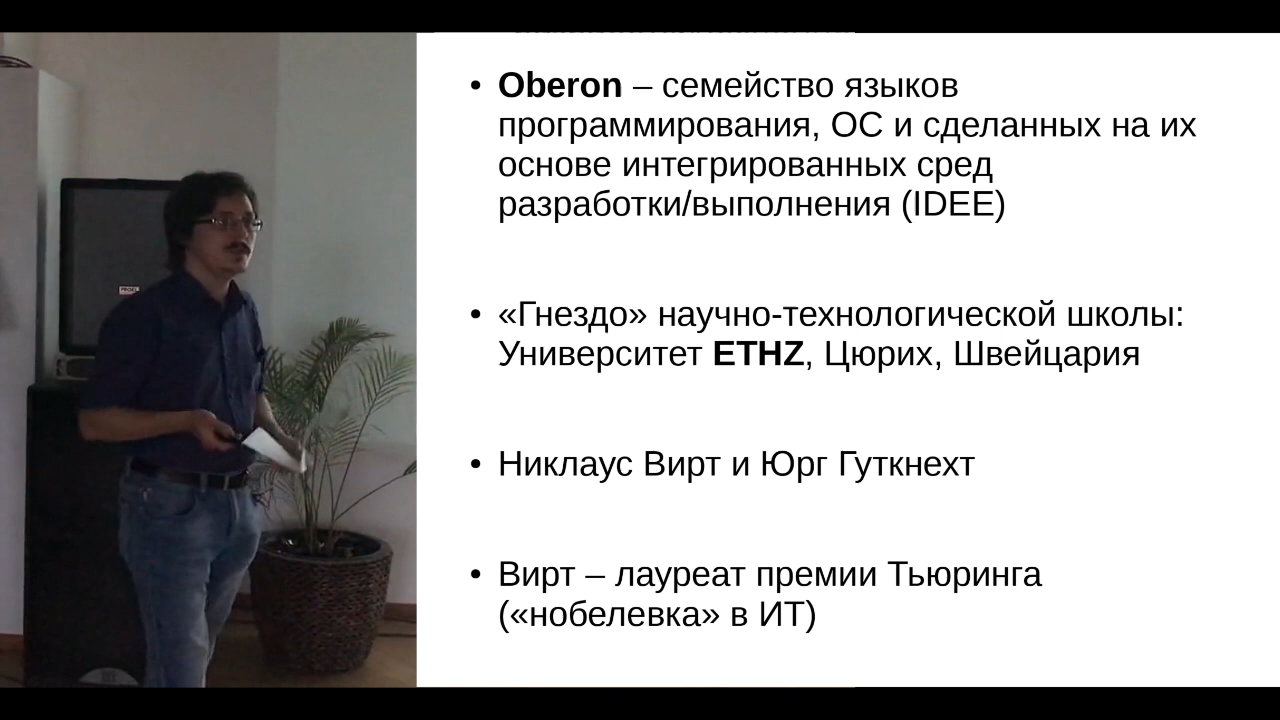 • Oberon – семейство языков
программирования, ОС и сделанных на их
основе интегрированных сред
разработки/выполнения (IDEE)
• «Гнездо» научно-технологической школы:
Университет ETHZ, Цюрих, Швейцария
• Никлаус Вирт и Юрг Гуткнехт
• Вирт – лауреат премии Тьюринга
(«нобелевка» в ИТ)